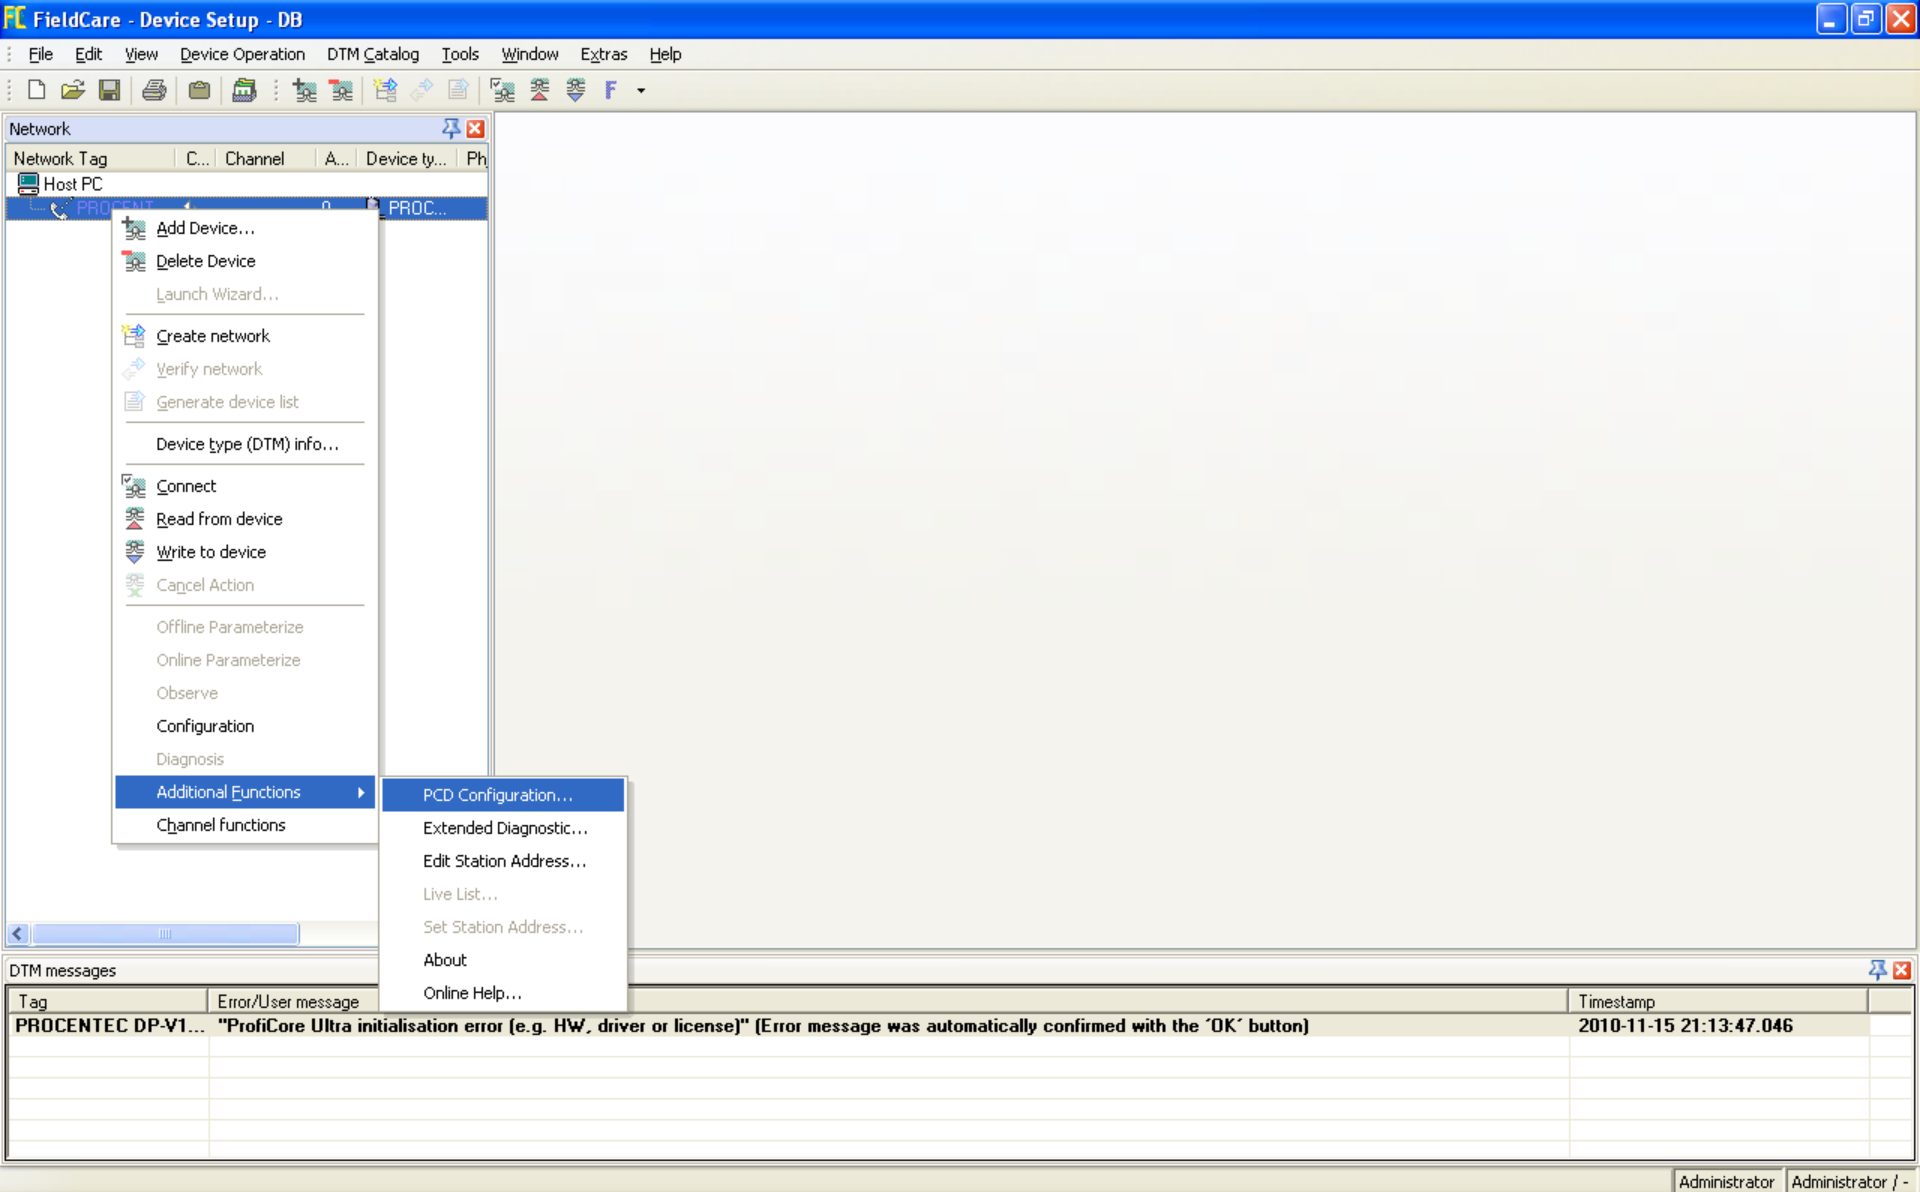 FieldCare - Device Setup - DB
File Edit View Device Operation DTM Catalog Tools Window Extras Help
F
Network
Network Tag C... Channel A... Device ty... Ph
Host PC
PROCENT PROC...
Add Device...
Delete Device
Launch Wizard...
Create network
Verify network
Generate device list
Device type (DTM) info...
Connect
Read from device
Write to device
Cancel Action
Offline Parameterize
Online Parameterize
Observe
Configuration
Diagnosis
Additional Functions
Channel functions
PCD Configuration...
Extended Diagnostic...
Edit Station Address...
Live List...
Set Station Address...
About
Online Help...
DTM messages
Tag Error/User message Timestamp
PROCENTEC DP-V1... "ProfiCore Ultra initialisation error (e.g. HW, driver or license)" (Error message was automatically confirmed with the ´OK´ button) 2010-11-15 21:13:47.046
Administrator Administrator / -